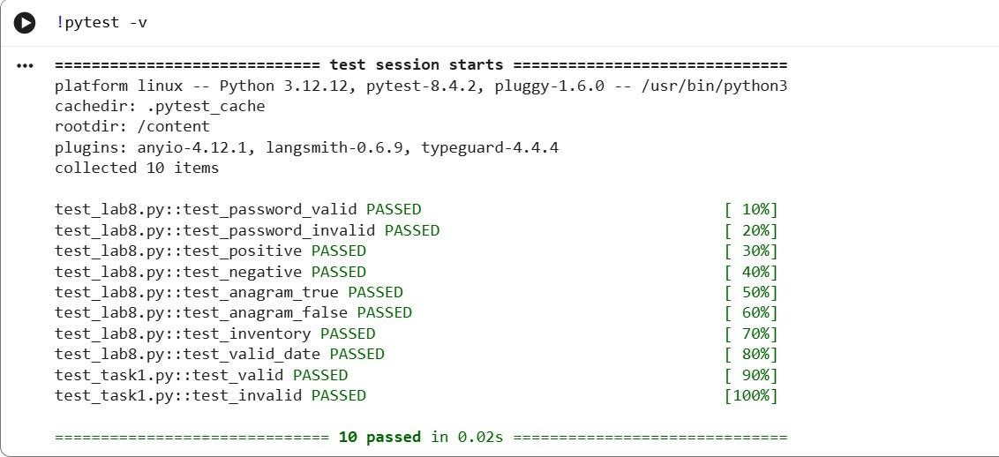 !pytest -v
============================= test session starts ==============================
platform linux -- Python 3.12.12, pytest-8.4.2, pluggy-1.6.0 -- /usr/bin/python3
cachedir: .pytest_cache
rootdir: /content
plugins: anyio-4.12.1, langsmith-0.6.9, typeguard-4.4.4
collected 10 items
test_lab8.py::test_password_valid PASSED [ 10%]
test_lab8.py::test_password_invalid PASSED [ 20%]
test_lab8.py::test_positive PASSED [ 30%]
test_lab8.py::test_negative PASSED [ 40%]
test_lab8.py::test_anagram_true PASSED [ 50%]
test_lab8.py::test_anagram_false PASSED [ 60%]
test_lab8.py::test_inventory PASSED [ 70%]
test_lab8.py::test_valid_date PASSED [ 80%]
test_task1.py::test_valid PASSED [ 90%]
test_task1.py::test_invalid PASSED [100%]
============================== 10 passed in 0.02s ==============================